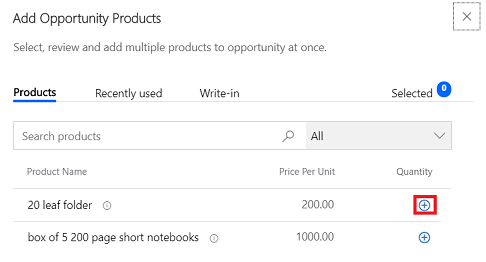 Add Opportunity Products
Select, review and add multiple products to opportunity at once.
Products Recently used Write-in Selected 0
Search products All
Product Name Price Per Unit Quantity
20 leaf folder 200.00
box of 5 200 page short notebooks 1000.00